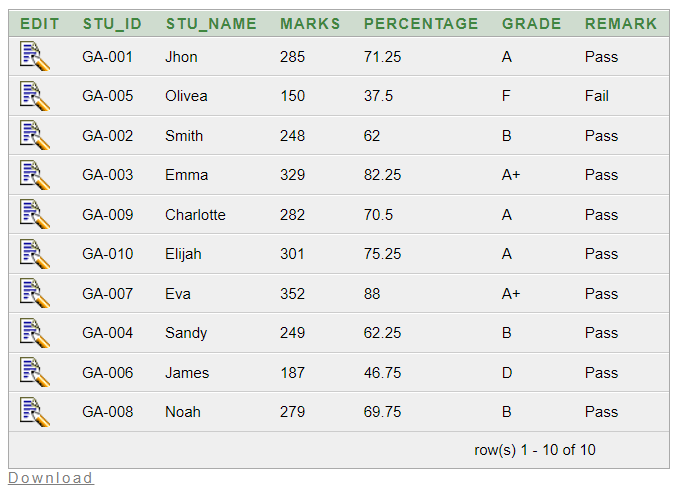 EDIT STU_ID STU_NAME MARKS PERCENTAGE GRADE REMARK
GA-001 Jhon 285 71.25 A Pass
GA-005 Olivea 150 37.5 F Fail
GA-002 Smith 248 62 B Pass
GA-003 Emma 329 82.25 A+ Pass
GA-009 Charlotte 282 70.5 A Pass
GA-010 Elijah 301 75.25 A Pass
GA-007 Eva 352 88 A+ Pass
GA-004 Sandy 249 62.25 B Pass
GA-006 James 187 46.75 D Pass
GA-008 Noah 279 69.75 B Pass
row(s) 1 - 10 of 10
Download